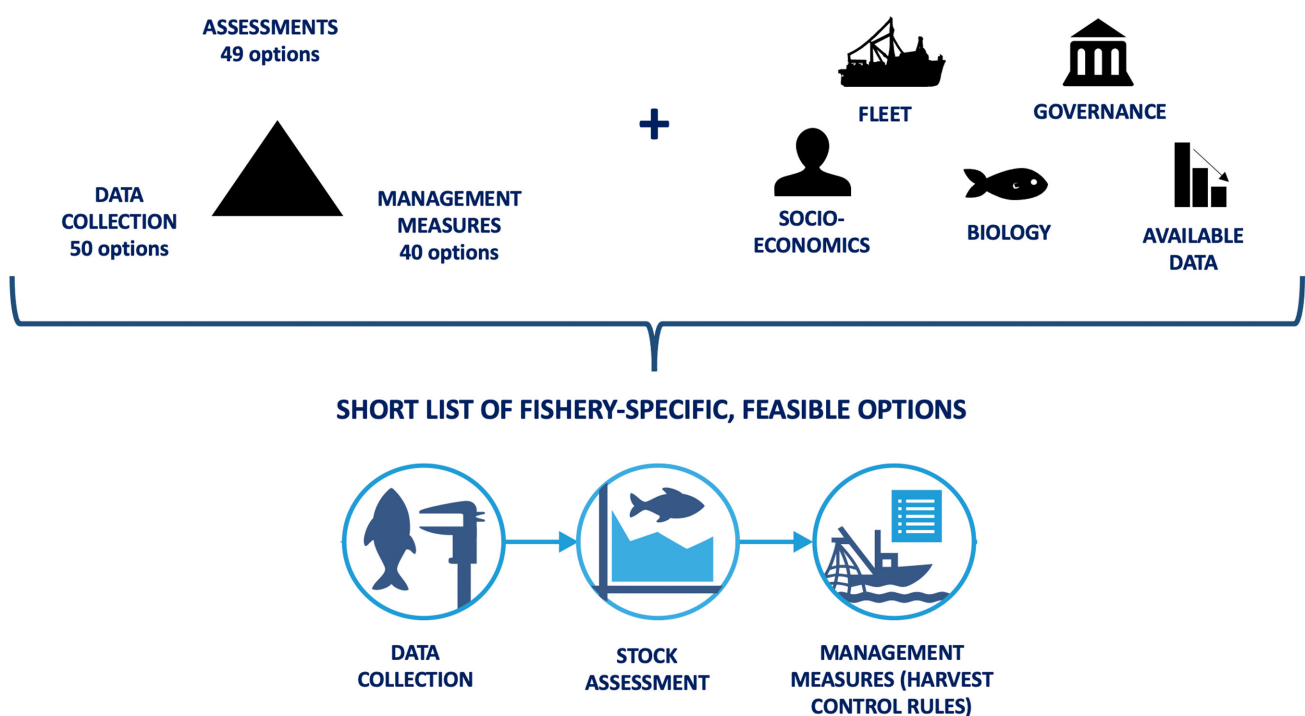 ASSESSMENTS
49 options
DATA
COLLECTION
50 options
MANAGEMENT
MEASURES
40 options
+
FLEET
GOVERNANCE
SOCIO-
ECONOMICS
BIOLOGY
AVAILABLE
DATA
SHORT LIST OF FISHERY-SPECIFIC, FEASIBLE OPTIONS
DATA
COLLECTION
STOCK
ASSESSMENT
MANAGEMENT
MEASURES (HARVEST
CONTROL RULES)